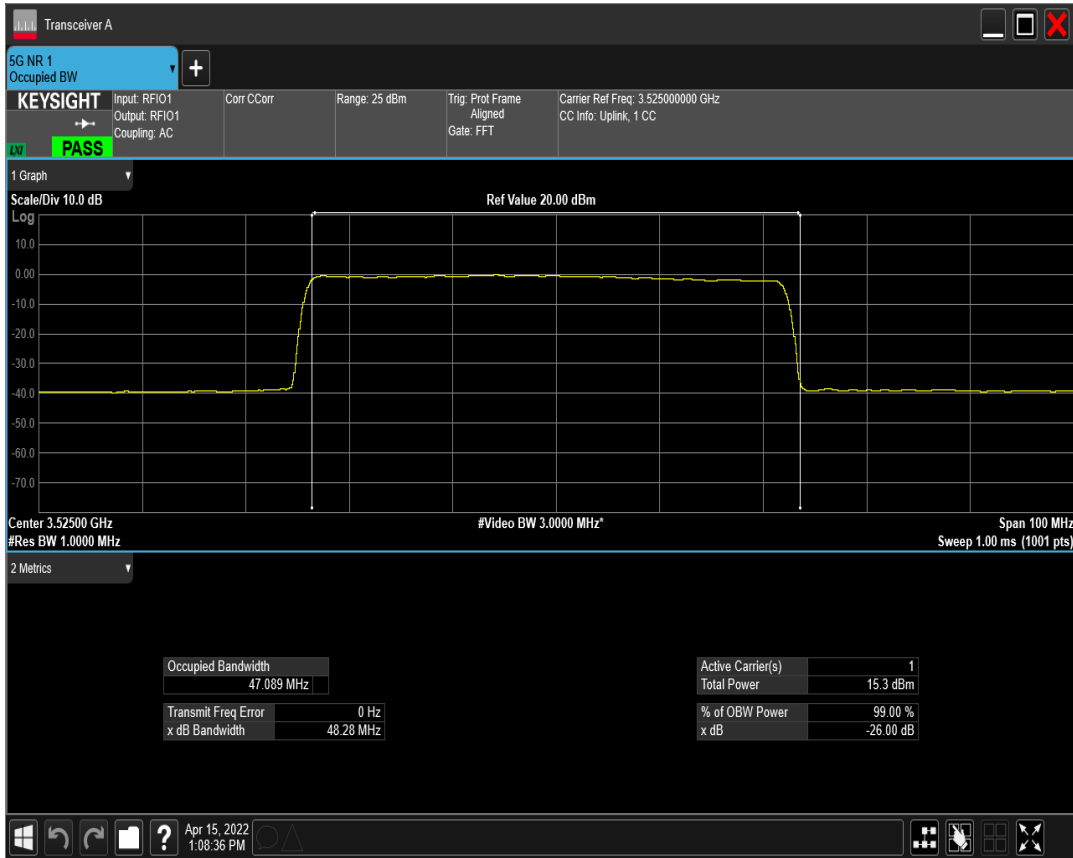 Transceiver A
5G NR 1
Occupied BW
+
KEYSIGHT
LXI
PASS
Input: RFIO1
Output: RFIO1
Coupling: AC
Corr CCorr
Range: 25 dBm
Trig: Prot Frame
Aligned
Gate: FFT
Carrier Ref Freq: 3.525000000 GHz
CC Info: Uplink, 1 CC
1 Graph
Scale/Div 10.0 dB
Ref Value 20.00 dBm
Log
10.0
0.00
-10.0
-20.0
-30.0
-40.0
-50.0
-60.0
-70.0
Center 3.52500 GHz
#Video BW 3.0000 MHz*
Span 100 MHz
#Res BW 1.0000 MHz
Sweep 1.00 ms (1001 pts)
2 Metrics
Occupied Bandwidth
47.089 MHz
Transmit Freq Error 0 Hz
x dB Bandwidth 48.28 MHz
Active Carrier(s) 1
Total Power 15.3 dBm
% of OBW Power 99.00 %
x dB -26.00 dB
?
Apr 15, 2022
1:08:36 PM